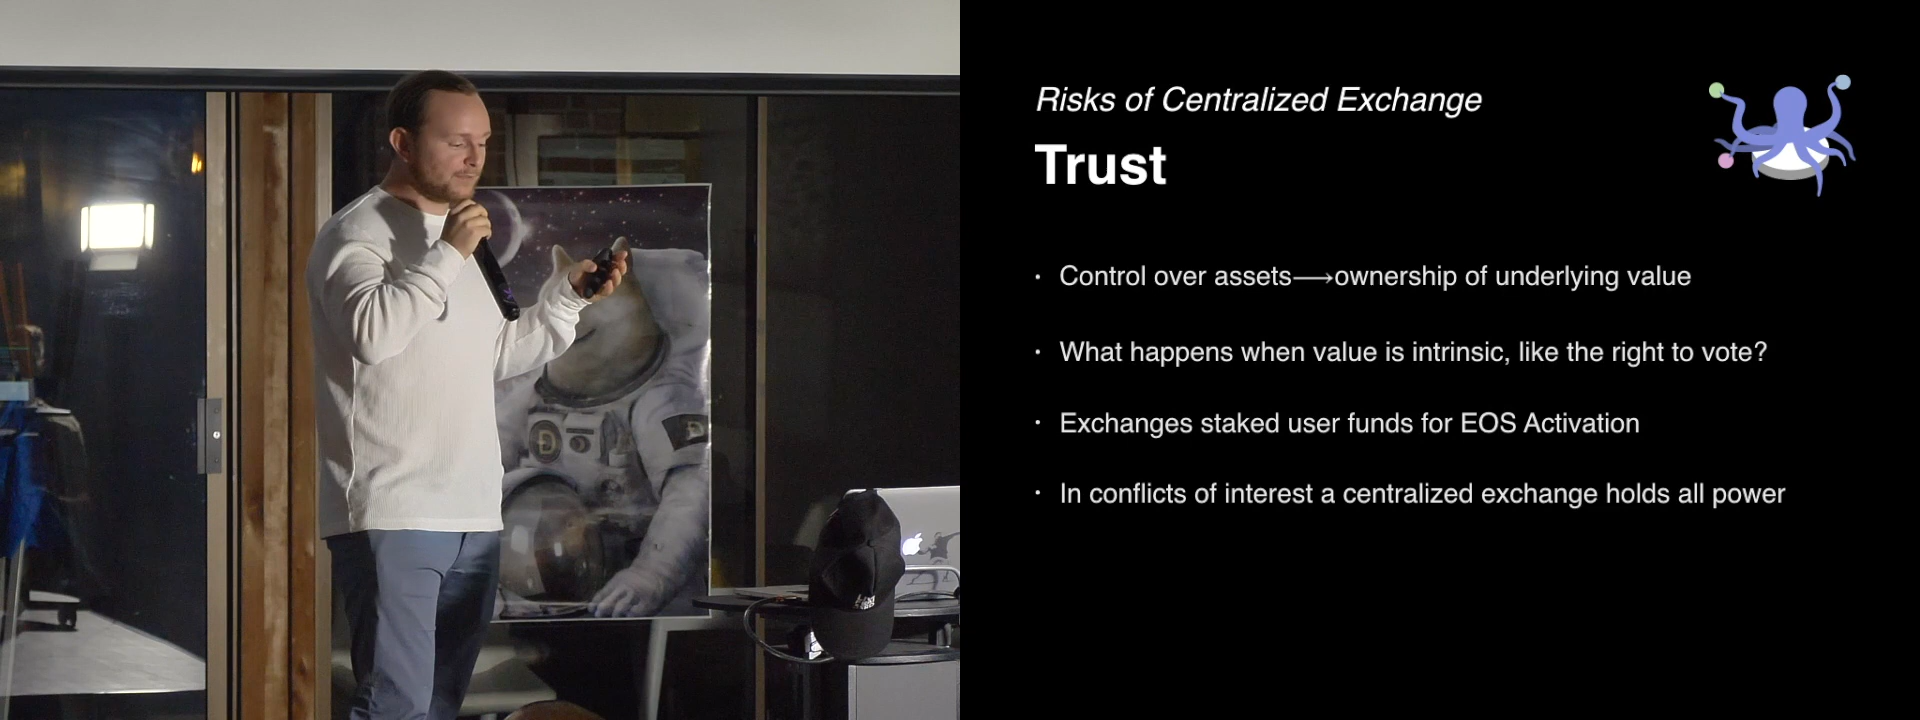 Risks of Centralized Exchange
Trust
· Control over assets⟶ownership of underlying value
· What happens when value is intrinsic, like the right to vote?
· Exchanges staked user funds for EOS Activation
· In conflicts of interest a centralized exchange holds all power